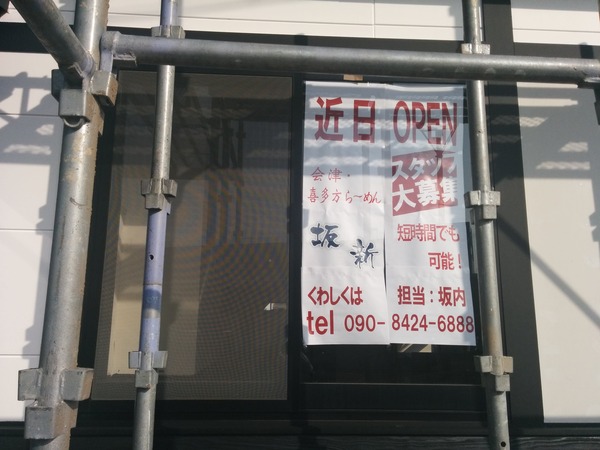 近日 OPEN
会津・
喜多方らーめん
坂新
スタッフ
大募集
短時間でも
可能！
くわしくは 担当：坂内
tel 090-8424-6888